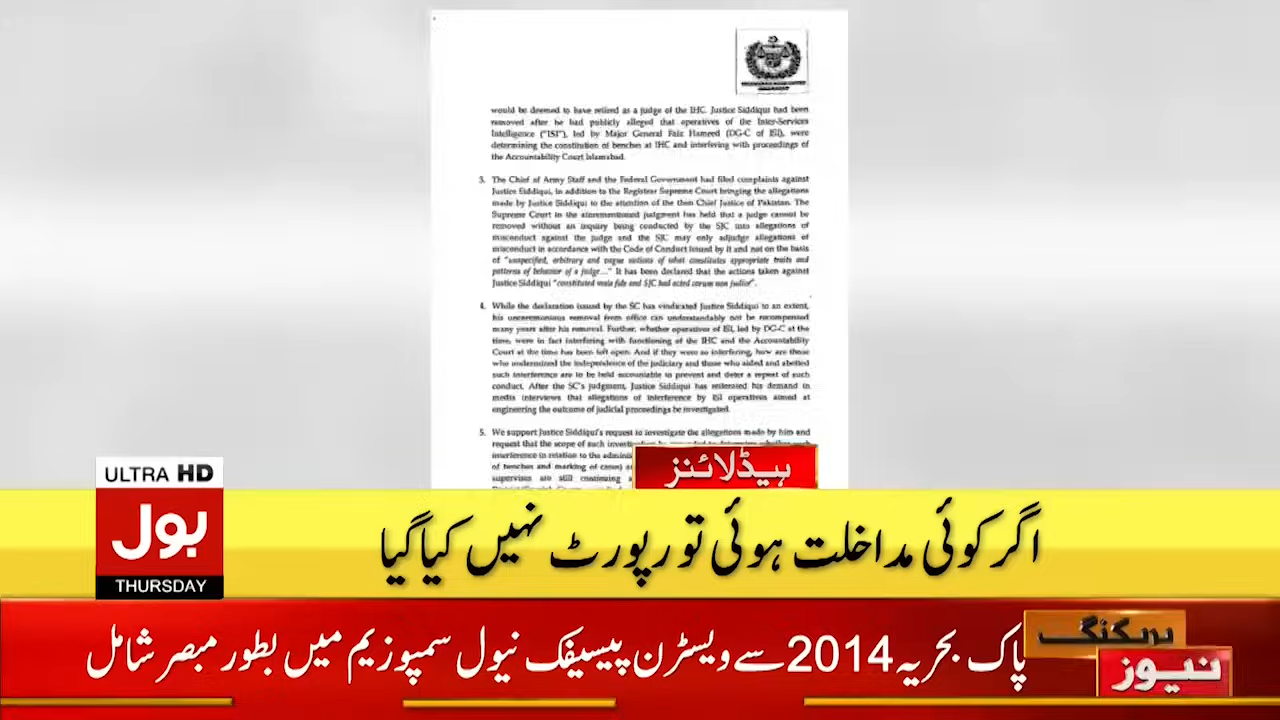 would be deemed to have retired as a judge of the IHC. Justice Siddiqui had been
removed after he had publicly alleged that operatives of the Inter-Services
Intelligence ("ISI"), led by Major General Faiz Hameed (DG-C of ISI), were
determining the constitution of benches at IHC and interfering with proceedings of
the Accountability Court Islamabad.
3. The Chief of Army Staff and the Federal Government had filed complaints against
Justice Siddiqui, in addition to the Registrar Supreme Court bringing the allegations
made by Justice Siddiqui to the attention of the then Chief Justice of Pakistan. The
Supreme Court in the aforementioned judgment has held that a judge cannot be
removed without an inquiry being conducted by the SJC into allegations of
misconduct against the judge and the SJC may only adjudge allegations of
misconduct in accordance with the Code of Conduct issued by it and not on the basis
of "unspecified, arbitrary and vague notions of what constitutes appropriate traits and
patterns of behavior of a judge..." It has been declared that the actions taken against
Justice Siddiqui "constituted mala fide and SJC had acted corum non judice".
4. While the declaration issued by the SC has vindicated Justice Siddiqui to an extent,
his unceremonious removal from office can understandably not be recompensed
many years after his removal. Further, whether operatives of ISI, led by DG-C at the
time, were in fact interfering with functioning of the IHC and the Accountability
Court at the time has been left open. And if they were so interfering, how are those
who undermined the independence of the judiciary and those who aided and abetted
such interference are to be held accountable to prevent and deter a repeat of such
conduct. After the SC's judgment, Justice Siddiqui has reiterated his demand in
media interviews that allegations of interference by ISI operatives aimed at
engineering the outcome of judicial proceedings be investigated.
5. We support Justice Siddiqui's request to investigate the allegations made by him and
request that the scope of such
interference in relation to the
of benches and marking of cases)
supervises are still continuing
ہیڈلائنز
ULTRA HD
بول
THURSDAY
اگر کوئی مداخلت ہوئی تو رپورٹ نہیں کیا گیا
بریکنگ
نیوز
پاک بحریہ 2014 سے ویسٹرن پیسیفک نیول سمپوزیم میں بطور مبصر شامل